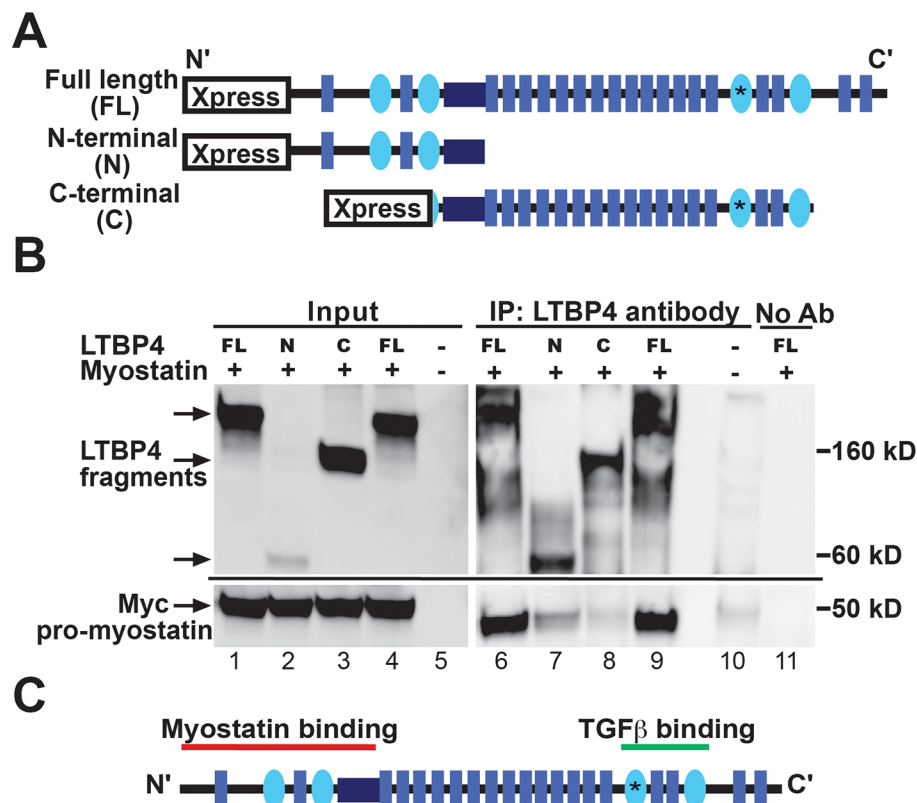 A
N' C'
Full length
(FL)
Xpress
*
N-terminal
(N)
Xpress
C-terminal
(C)
Xpress
*
B
Input IP: LTBP4 antibody No Ab
LTBP4 FL N C FL - FL N C FL - FL
Myostatin + + + + - + + + + - +
LTBP4
fragments
160 kD
60 kD
Myc
pro-myostatin
50 kD
1 2 3 4 5 6 7 8 9 10 11
C
Myostatin binding TGFβ binding
N' * C'